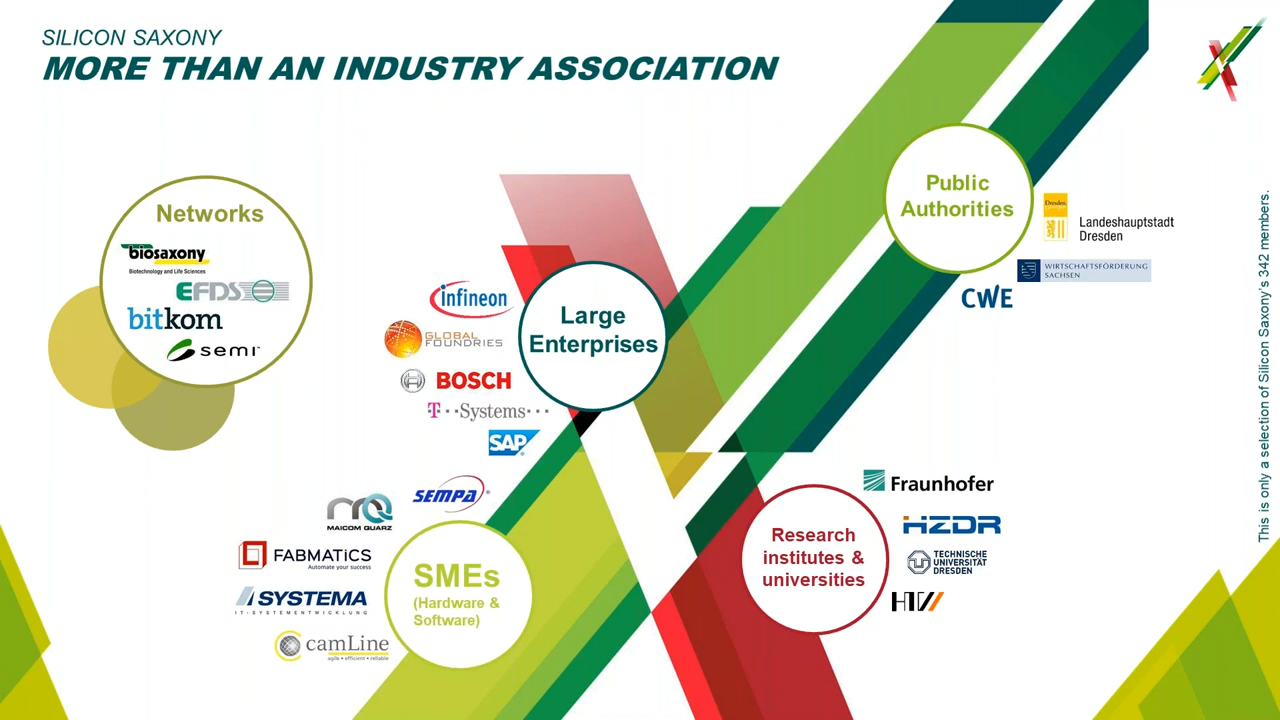 SILICON SAXONY
MORE THAN AN INDUSTRY ASSOCIATION
Networks
biosaxony
Biotechnology and Life Sciences
EFDS
bitkom
semi
infineon
GLOBAL
FOUNDRIES
BOSCH
T··Systems···
SAP
Large
Enterprises
Public
Authorities
Dresden.
Landeshauptstadt
Dresden
WIRTSCHAFTSFÖRDERUNG
SACHSEN
CWE
SEMPA
MAICOM QUARZ
FABMATICS
Automate your success
SYSTEMA
IT-SYSTEMENTWICKLUNG
camLine
agile • efficient • reliable
SMEs
(Hardware &
Software)
Research
institutes &
universities
Fraunhofer
HZDR
TECHNISCHE
UNIVERSITÄT
DRESDEN
HTW
This is only a selection of Silicon Saxony's 342 members.